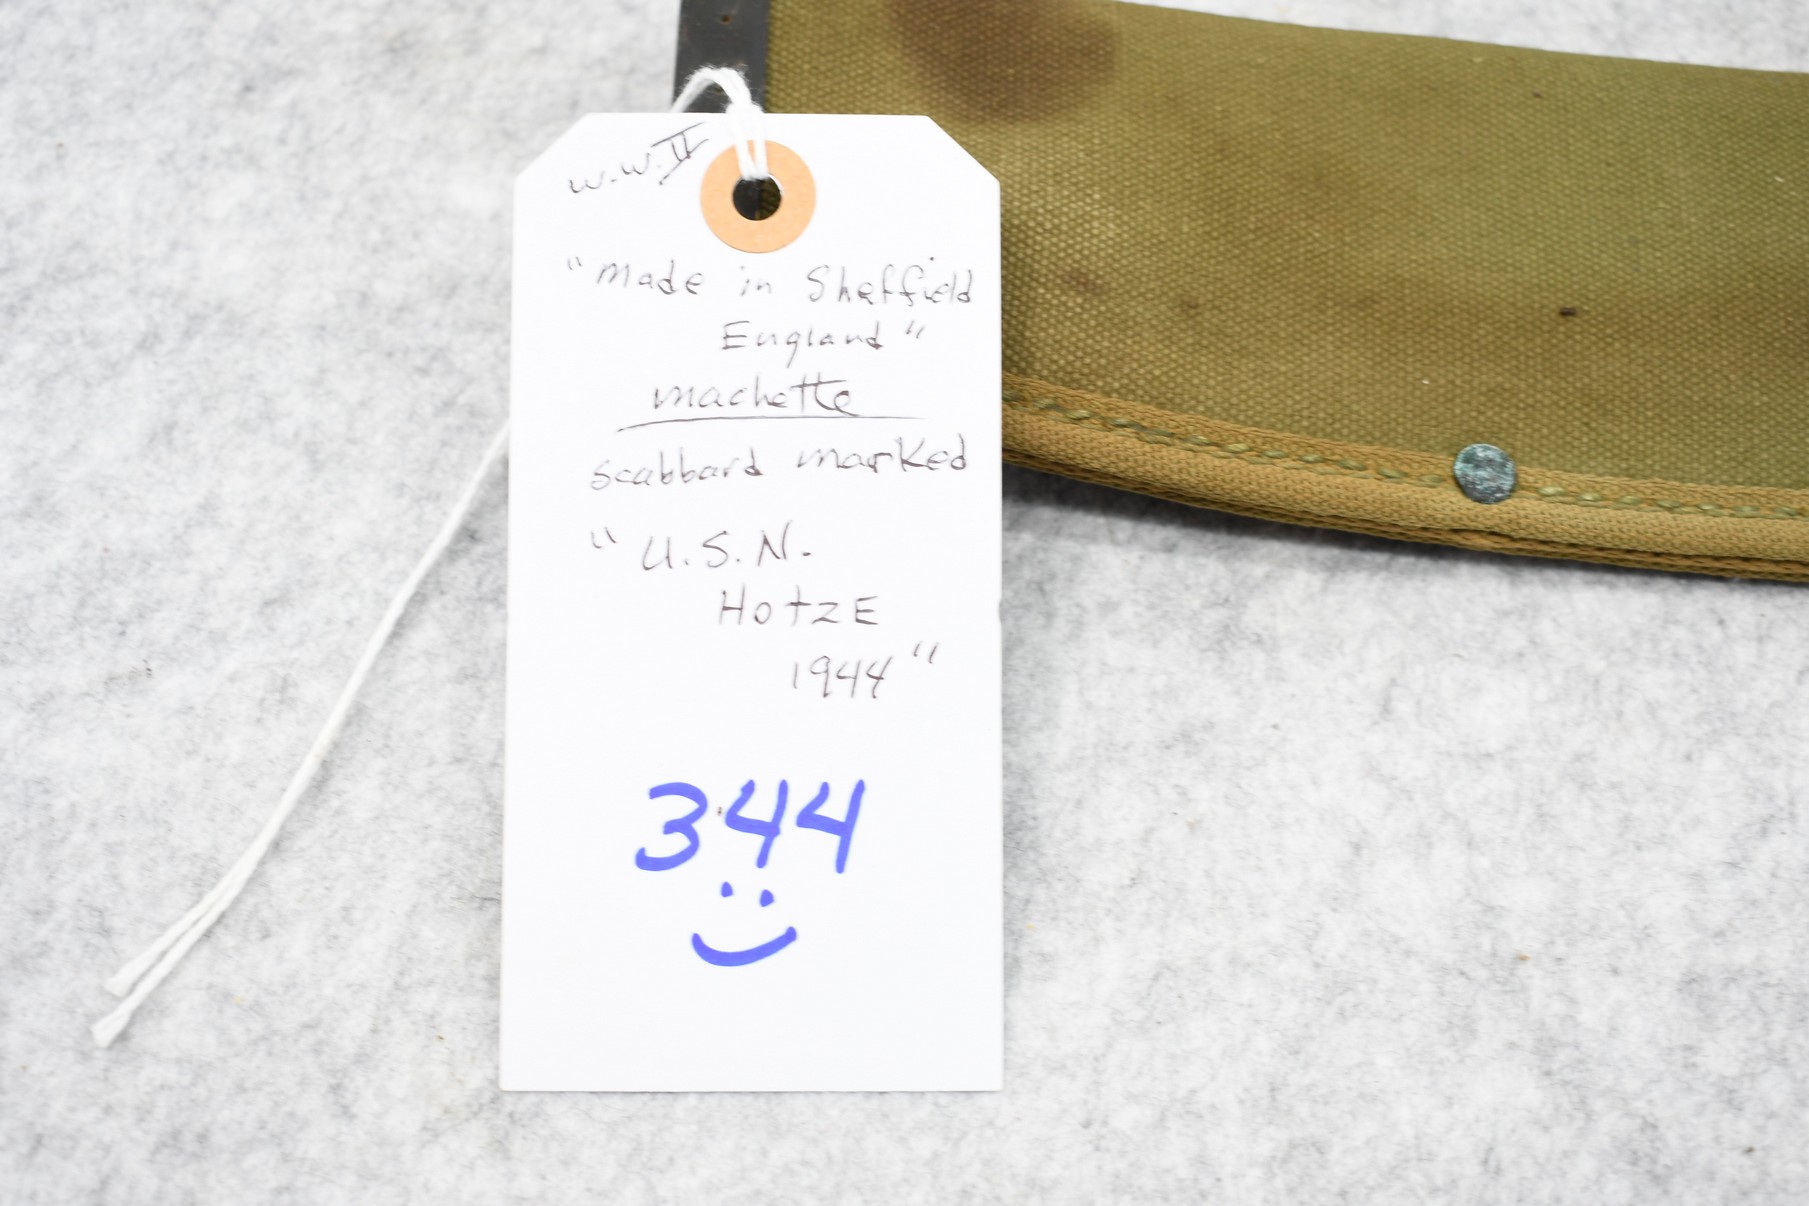 W.W.II
"Made in Sheffield
England"
machette
scabbard marked
"U.S.N.
HotzE
1944"
344